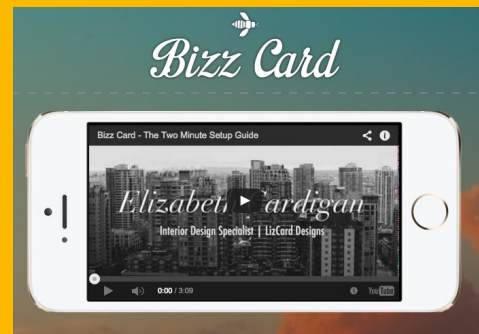 Bizz Card
Bizz Card - The Two Minute Setup Guide
Elizabeth Cardigan
Interior Design Specialist | LizCard Designs
0:00 / 3:09
YouTube